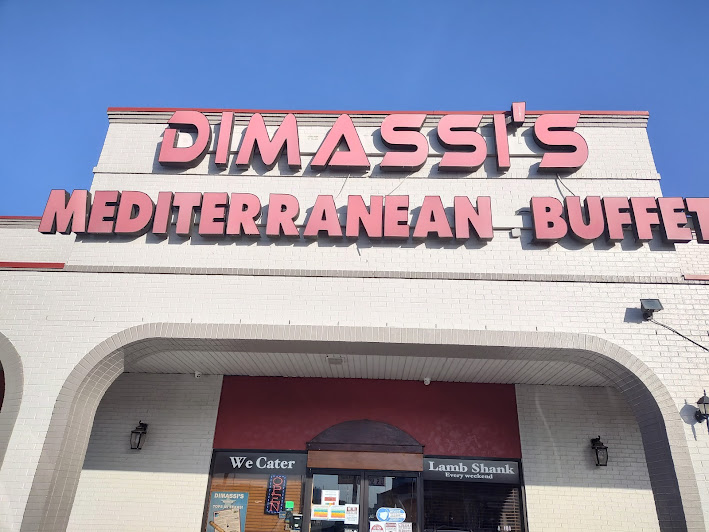 DIMASSI'S
MEDITERRANEAN BUFFET
We Cater
Lamb Shank
Every weekend
DIMASSI'S